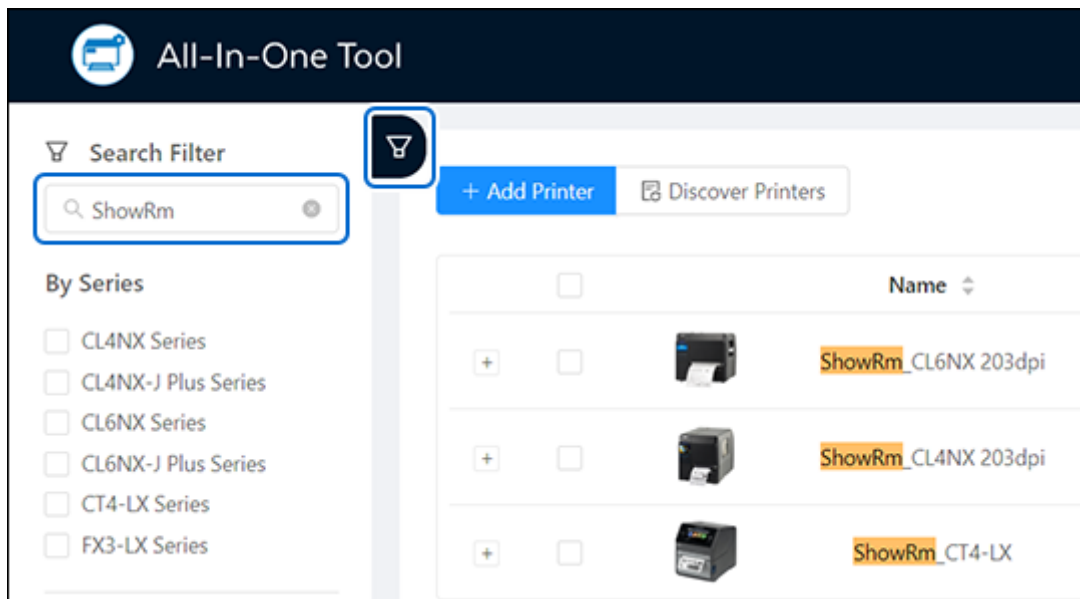 All-In-One Tool
Search Filter
ShowRm
By Series
CL4NX Series
CL4NX-J Plus Series
CL6NX Series
CL6NX-J Plus Series
CT4-LX Series
FX3-LX Series
+ Add Printer
Discover Printers
Name
+ ShowRm_CL6NX 203dpi
+ ShowRm_CL4NX 203dpi
+ ShowRm_CT4-LX